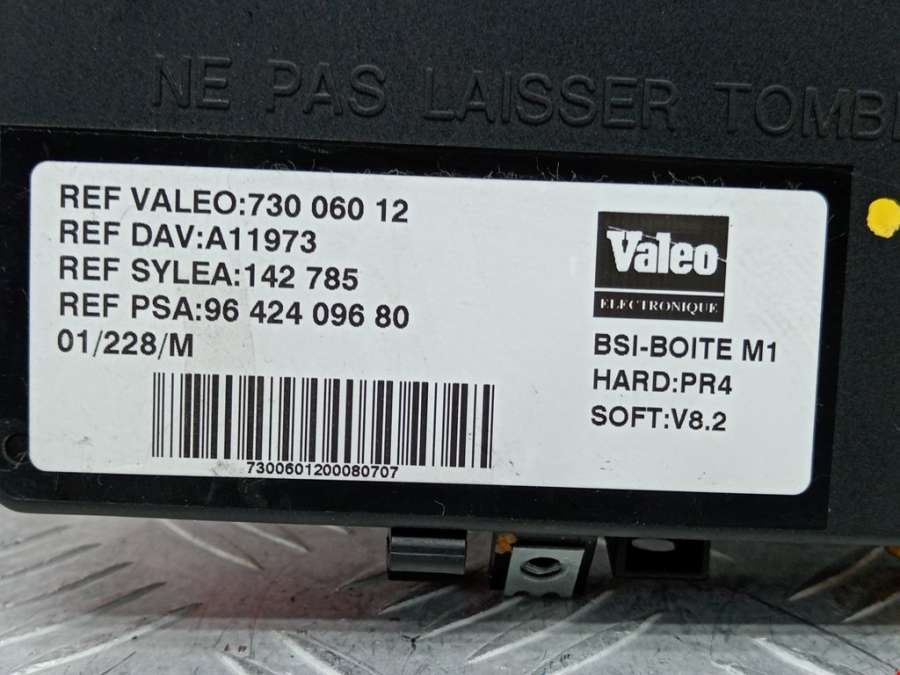 NE PAS LAISSER TOMB
REF VALEO:730 060 12
REF DAV:A11973
REF SYLEA:142 785
REF PSA:96 424 096 80
01/228/M
7300601200080707
Valeo
ELECTRONIQUE
BSI-BOITE M1
HARD:PR4
SOFT:V8.2